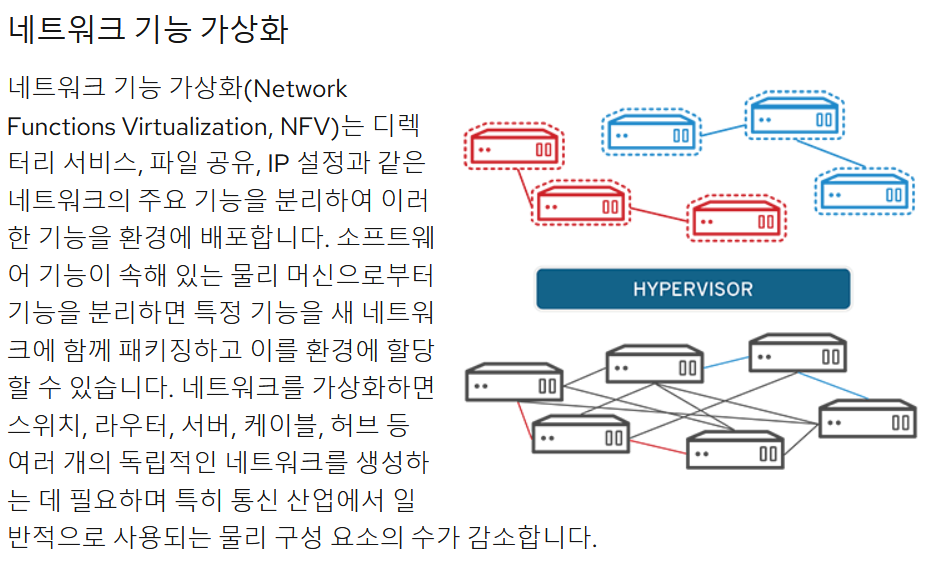 네트워크 기능 가상화
네트워크 기능 가상화(Network
Functions Virtualization, NFV)는 디렉
터리 서비스, 파일 공유, IP 설정과 같은
네트워크의 주요 기능을 분리하여 이러
한 기능을 환경에 배포합니다. 소프트웨
어 기능이 속해 있는 물리 머신으로부터
기능을 분리하면 특정 기능을 새 네트워
크에 함께 패키징하고 이를 환경에 할당
할 수 있습니다. 네트워크를 가상화하면
스위치, 라우터, 서버, 케이블, 허브 등
여러 개의 독립적인 네트워크를 생성하
는 데 필요하며 특히 통신 산업에서 일
반적으로 사용되는 물리 구성 요소의 수가 감소합니다.
HYPERVISOR